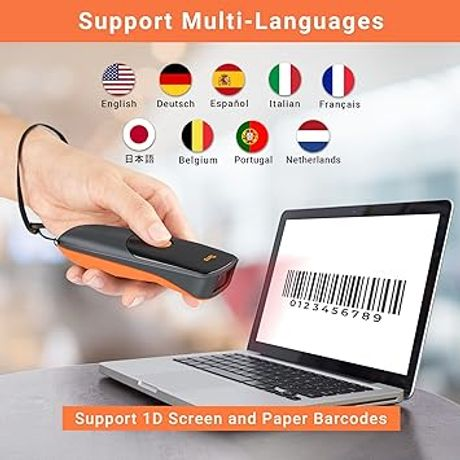 Support Multi-Languages
English Deutsch Español Italian Français
日本語 Belgium Portugal Netherlands
0123456789
Support 1D Screen and Paper Barcodes